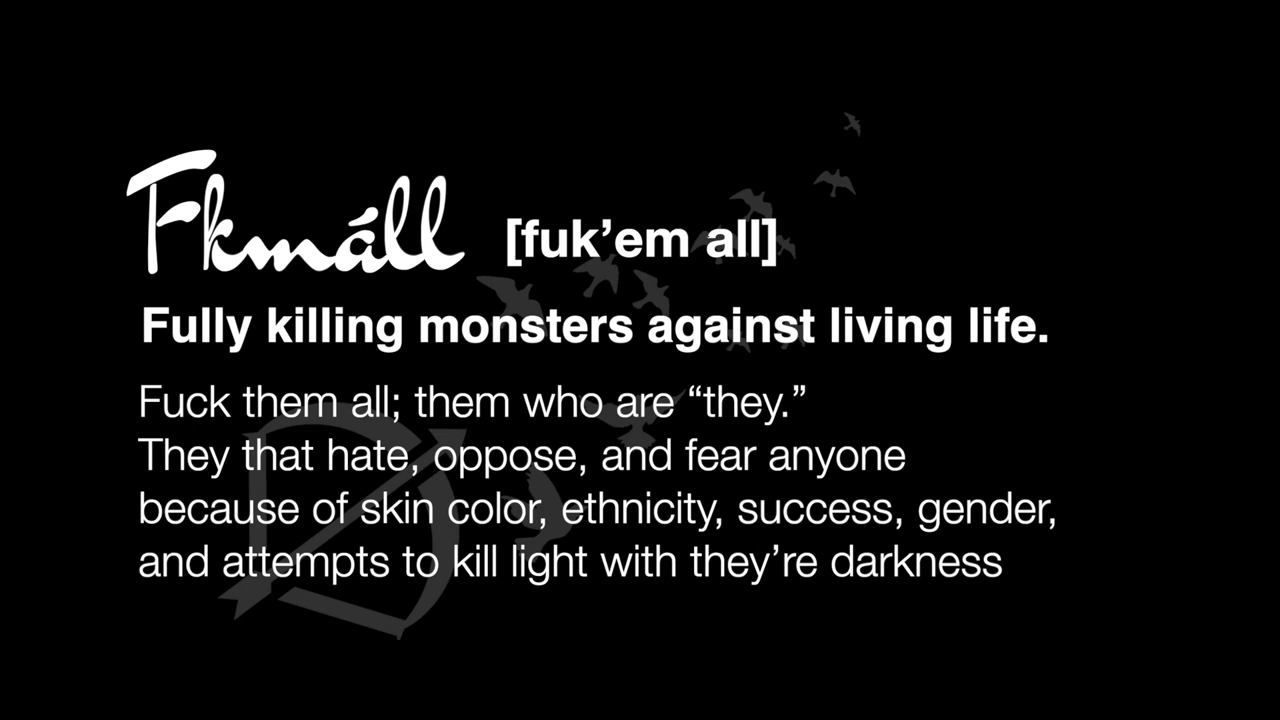 Fkmáll [fuk’em all]
Fully killing monsters against living life.
Fuck them all; them who are “they.”
They that hate, oppose, and fear anyone
because of skin color, ethnicity, success, gender,
and attempts to kill light with they’re darkness